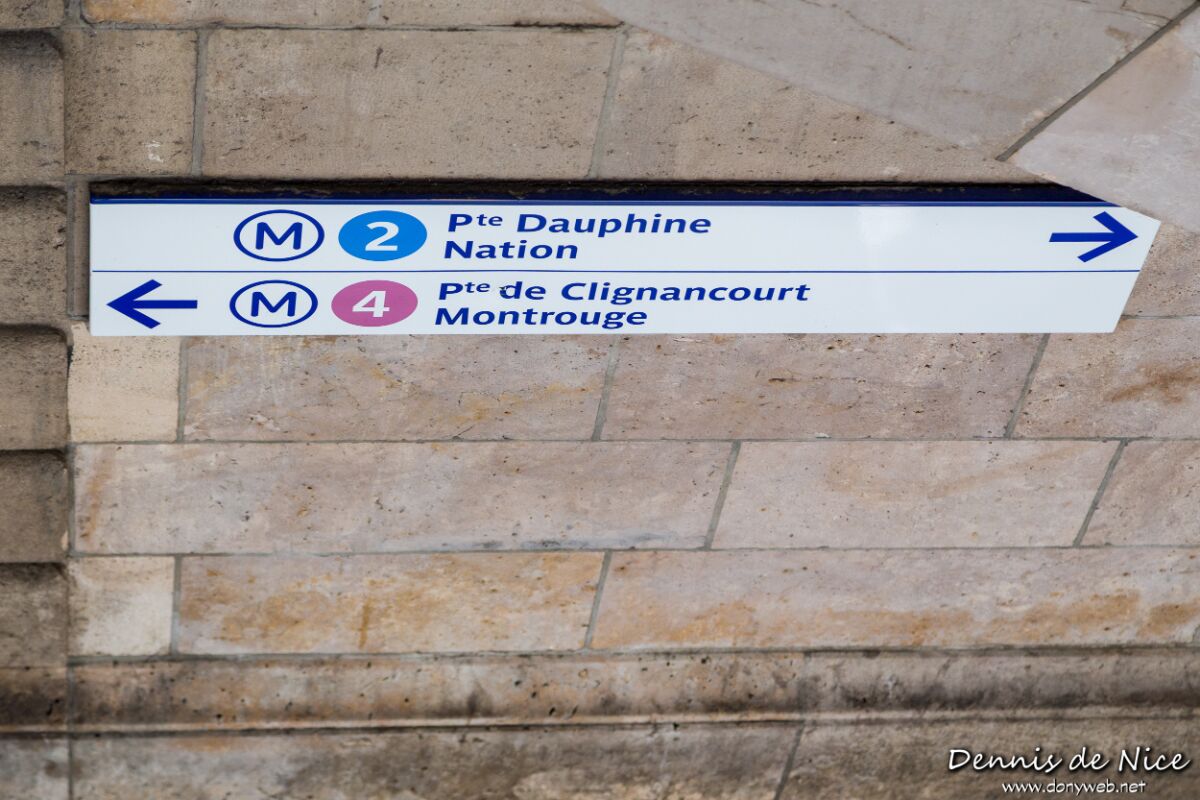 M 2 Pte Dauphine
Nation
M 4 Pte de Clignancourt
Montrouge
Dennis de Nice
www.donyweb.net